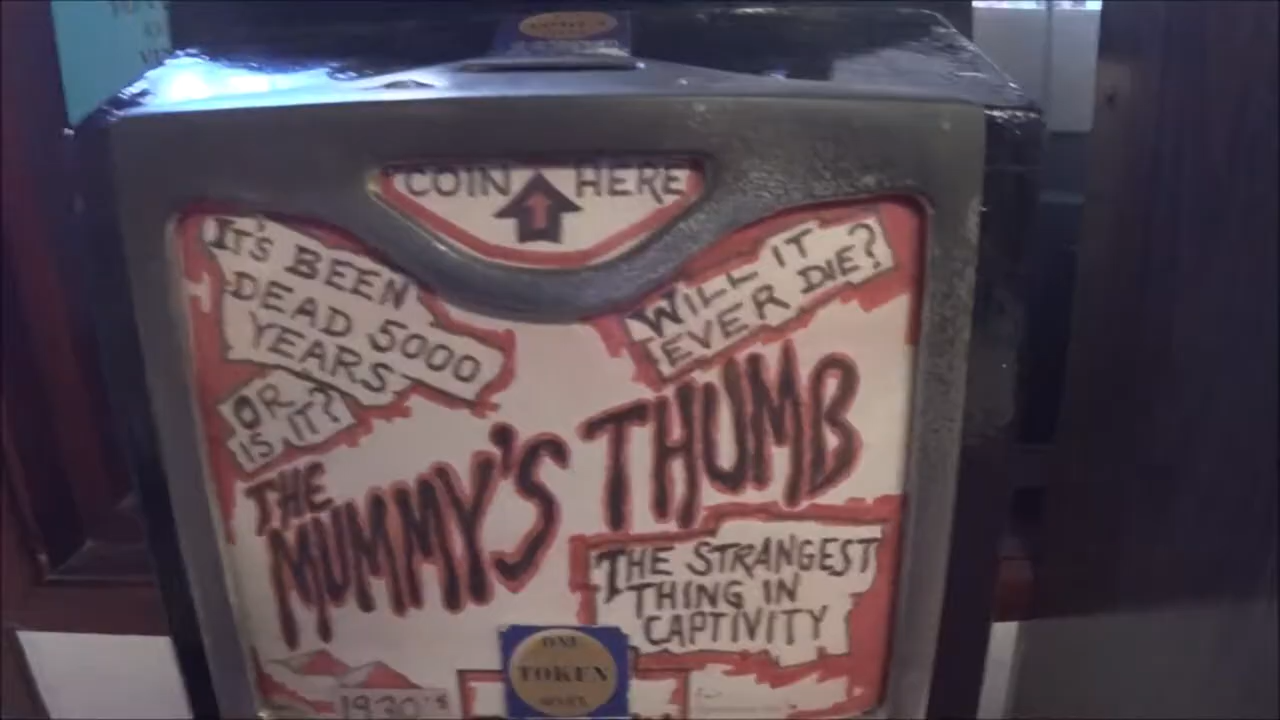 COIN HERE
IT'S BEEN
DEAD 5000
YEARS
OR
IS IT?
WILL IT
EVER DIE?
THE
MUMMY'S THUMB
THE STRANGEST
THING IN
CAPTIVITY
ONE
TOKEN
1930's